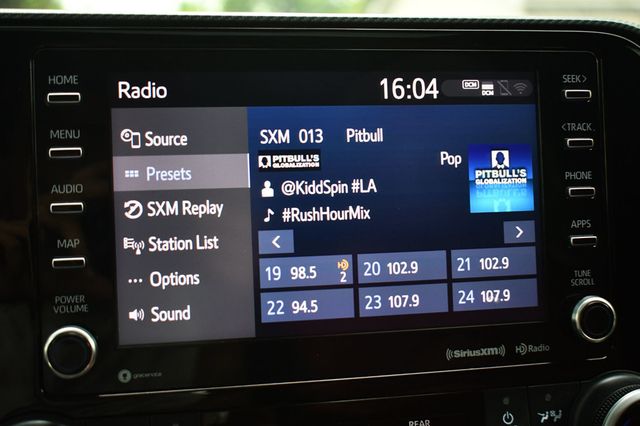 HOME
MENU
AUDIO
MAP
POWER
VOLUME
Radio
16:04
DCM
DCM
Source
Presets
SXM Replay
Station List
Options
Sound
SXM 013 Pitbull
PITBULL'S
GLOBALIZATION
Pop
PITBULL'S
GLOBALIZATION
@KiddSpin #LA
#RushHourMix
19 98.5 2
20 102.9
21 102.9
22 94.5
23 107.9
24 107.9
SEEK>
<TRACK
PHONE
APPS
TUNE
SCROLL
gracenote
((SiriusXM))
HD Radio
REAR